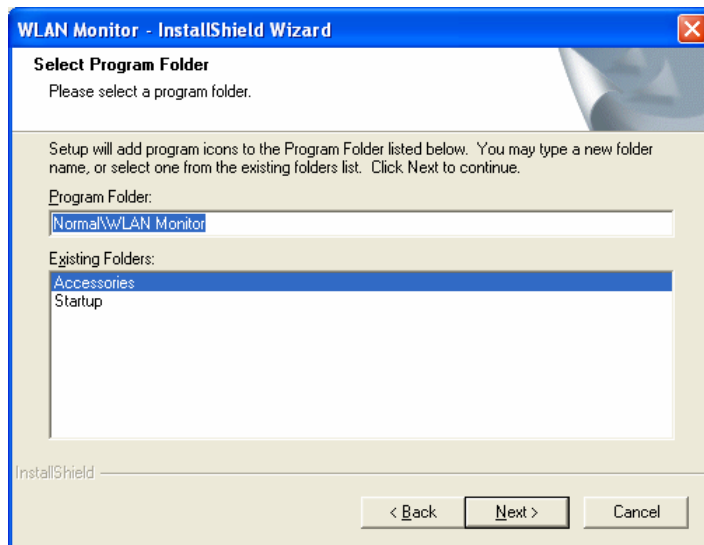 WLAN Monitor - InstallShield Wizard
Select Program Folder
Please select a program folder.
Setup will add program icons to the Program Folder listed below. You may type a new folder
name, or select one from the existing folders list. Click Next to continue.
Program Folder:
Normal\WLAN Monitor
Existing Folders:
Accessories
Startup
InstallShield
< Back
Next >
Cancel